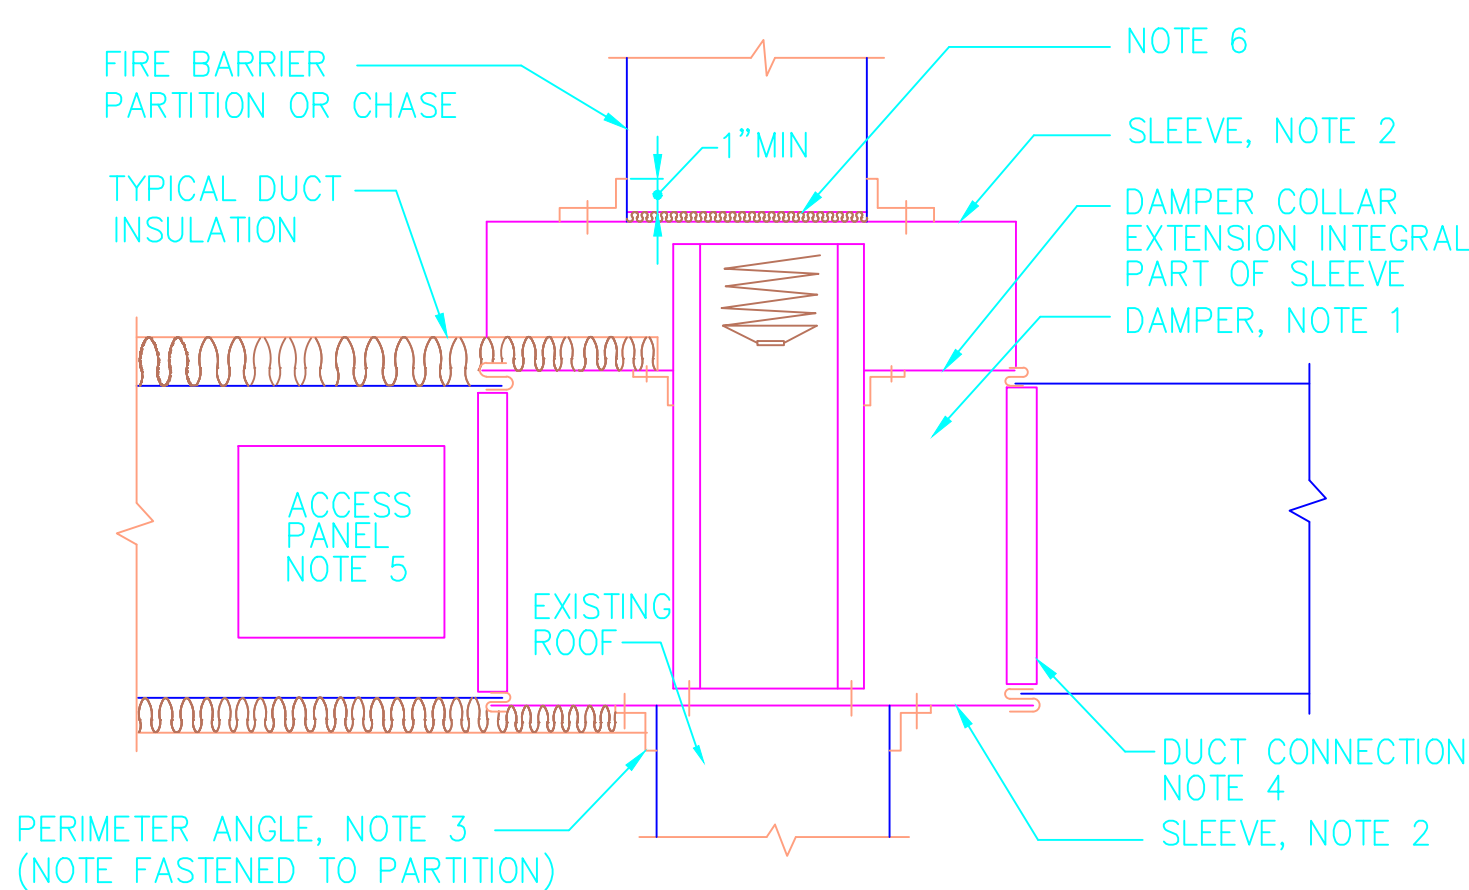 NOTE 6
FIRE BARRIER
PARTITION OR CHASE
SLEEVE, NOTE 2
1"MIN
TYPICAL DUCT
INSULATION
DAMPER COLLAR
EXTENSION INTEGRAL
PART OF SLEEVE
DAMPER, NOTE 1
ACCESS
PANEL
NOTE 5
EXISTING
ROOF
DUCT CONNECTION
NOTE 4
PERIMETER ANGLE, NOTE 3
(NOTE FASTENED TO PARTITION)
SLEEVE, NOTE 2